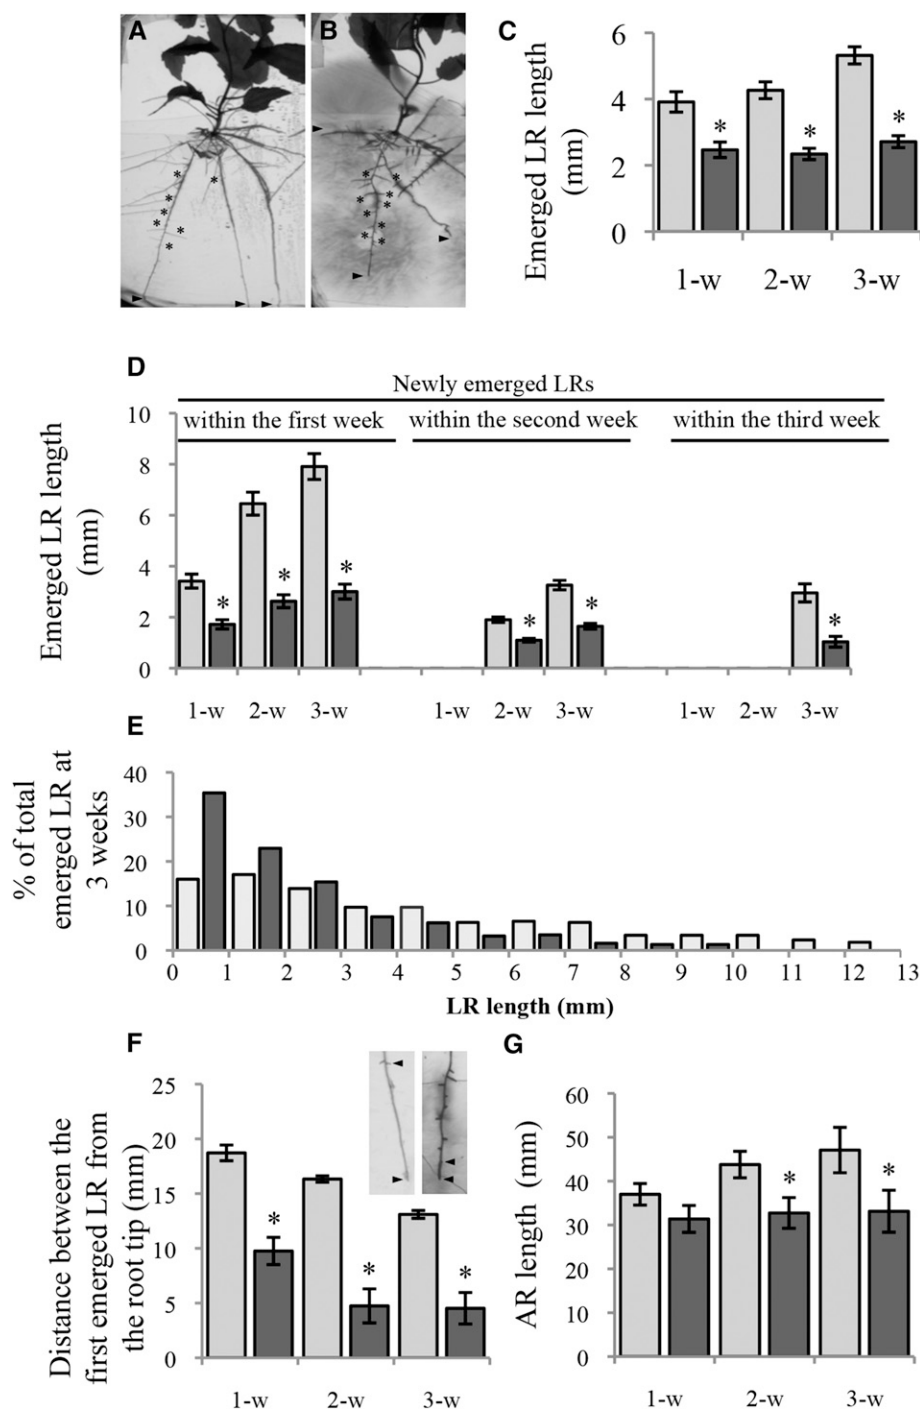 A
B
C
Emerged LR length
(mm)
6
4
2
0
1-w 2-w 3-w
D
Newly emerged LRs
within the first week within the second week within the third week
Emerged LR length
(mm)
10
8
6
4
2
0
1-w 2-w 3-w 1-w 2-w 3-w 1-w 2-w 3-w
* * * * * * * * *
E
% of total
emerged LR at
3 weeks
40
30
20
10
0
0 1 2 3 4 5 6 7 8 9 10 11 12 13
LR length (mm)
F
Distance between the
first emerged LR from
the root tip (mm)
25
20
15
10
5
0
1-w 2-w 3-w
* * *
G
AR length (mm)
60
50
40
30
20
10
0
1-w 2-w 3-w
* *